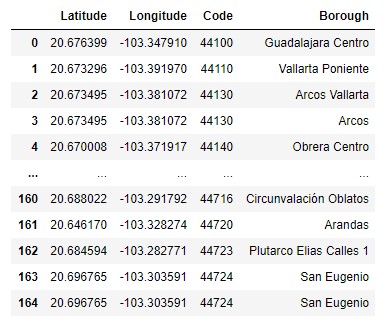 Latitude Longitude Code Borough
0 20.676399 -103.347910 44100 Guadalajara Centro
1 20.673296 -103.391970 44110 Vallarta Poniente
2 20.673495 -103.381072 44130 Arcos Vallarta
3 20.673495 -103.381072 44130 Arcos
4 20.670008 -103.371917 44140 Obrera Centro
... ... ... ... ...
160 20.688022 -103.291792 44716 Circunvalación Oblatos
161 20.646170 -103.328274 44720 Arandas
162 20.684594 -103.282771 44723 Plutarco Elias Calles 1
163 20.696765 -103.303591 44724 San Eugenio
164 20.696765 -103.303591 44724 San Eugenio